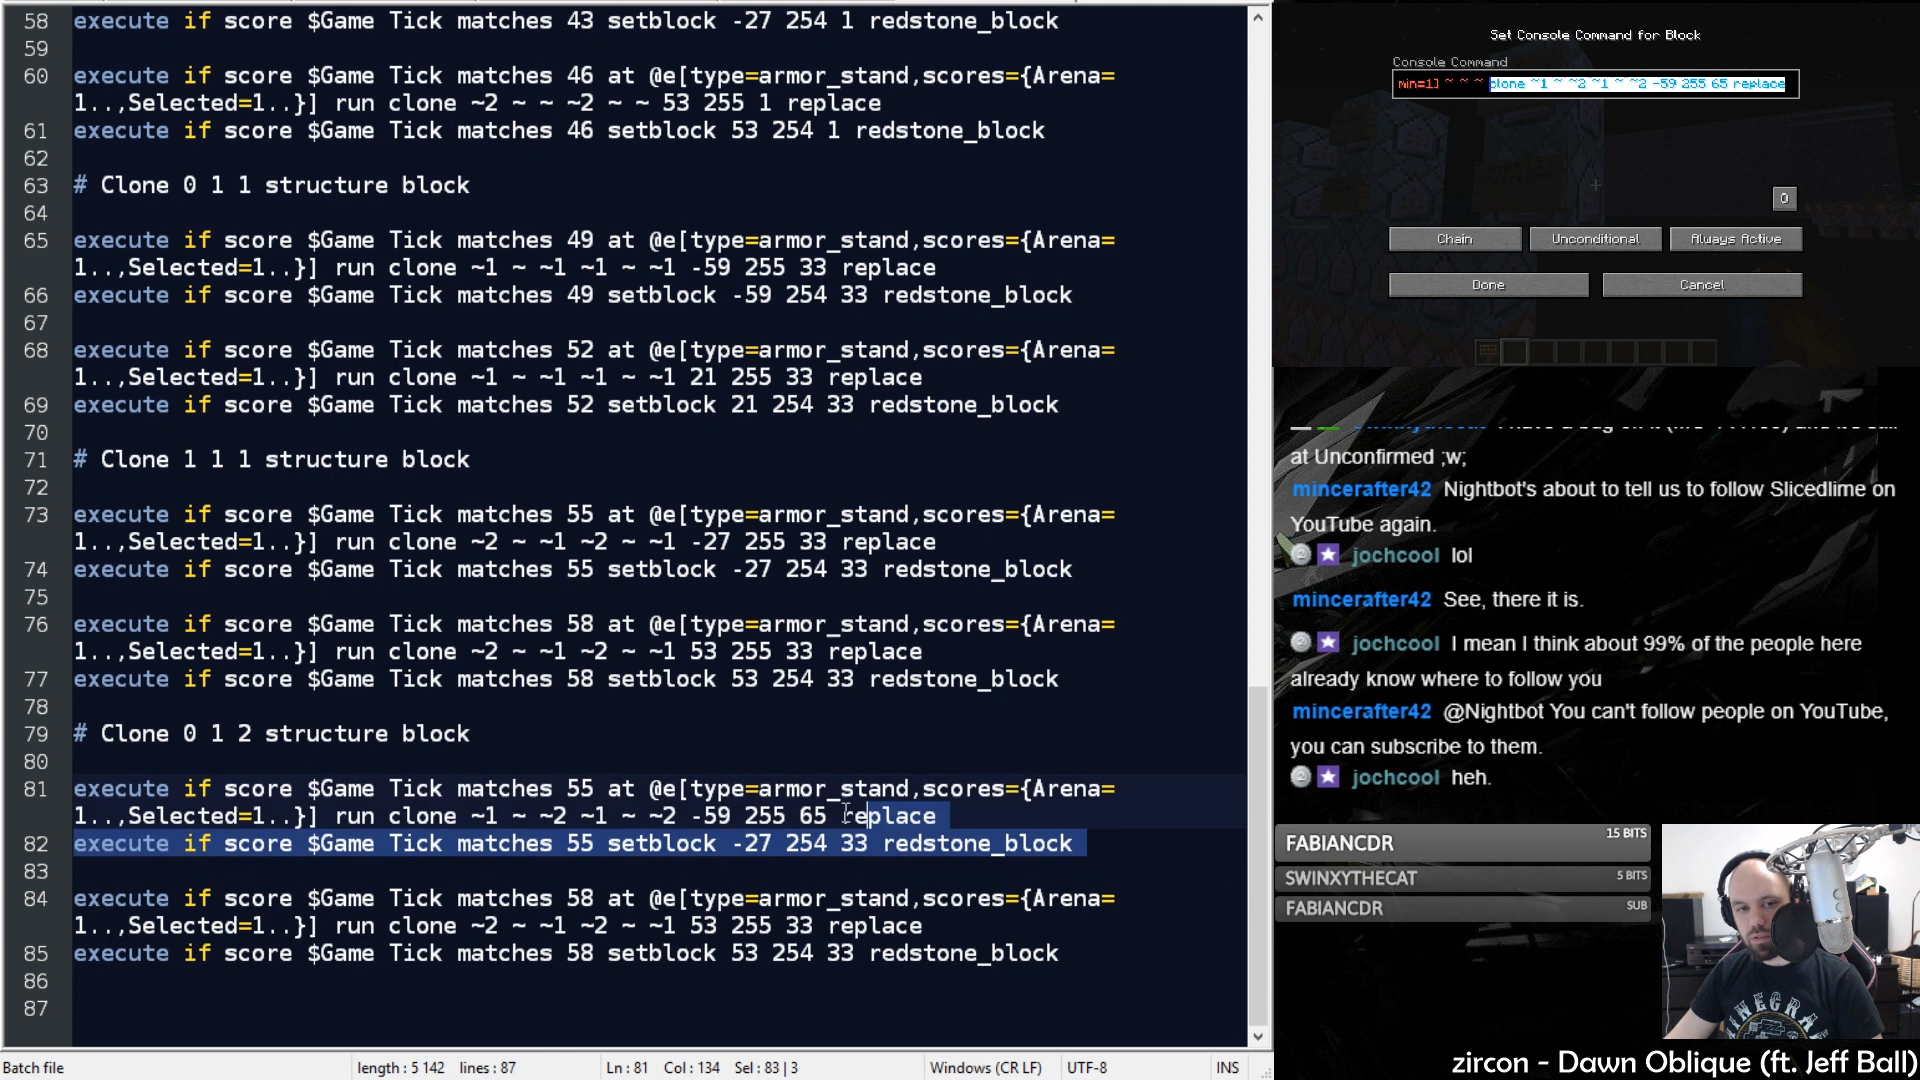 58 execute if score $Game Tick matches 43 setblock -27 254 1 redstone_block
59
60 execute if score $Game Tick matches 46 at @e[type=armor_stand,scores={Arena=
1..,Selected=1..}] run clone ~2 ~ ~ ~2 ~ ~ 53 255 1 replace
61 execute if score $Game Tick matches 46 setblock 53 254 1 redstone_block
62
63 # Clone 0 1 1 structure block
64
65 execute if score $Game Tick matches 49 at @e[type=armor_stand,scores={Arena=
1..,Selected=1..}] run clone ~1 ~ ~1 ~1 ~ ~1 -59 255 33 replace
66 execute if score $Game Tick matches 49 setblock -59 254 33 redstone_block
67
68 execute if score $Game Tick matches 52 at @e[type=armor_stand,scores={Arena=
1..,Selected=1..}] run clone ~1 ~ ~1 ~1 ~ ~1 21 255 33 replace
69 execute if score $Game Tick matches 52 setblock 21 254 33 redstone_block
70
71 # Clone 1 1 1 structure block
72
73 execute if score $Game Tick matches 55 at @e[type=armor_stand,scores={Arena=
1..,Selected=1..}] run clone ~2 ~ ~1 ~2 ~ ~1 -27 255 33 replace
74 execute if score $Game Tick matches 55 setblock -27 254 33 redstone_block
75
76 execute if score $Game Tick matches 58 at @e[type=armor_stand,scores={Arena=
1..,Selected=1..}] run clone ~2 ~ ~1 ~2 ~ ~1 53 255 33 replace
77 execute if score $Game Tick matches 58 setblock 53 254 33 redstone_block
78
79 # Clone 0 1 2 structure block
80
81 execute if score $Game Tick matches 55 at @e[type=armor_stand,scores={Arena=
1..,Selected=1..}] run clone ~1 ~ ~2 ~1 ~ ~2 -59 255 65 replace
82 execute if score $Game Tick matches 55 setblock -27 254 33 redstone_block
83
84 execute if score $Game Tick matches 58 at @e[type=armor_stand,scores={Arena=
1..,Selected=1..}] run clone ~2 ~ ~1 ~2 ~ ~1 53 255 33 replace
85 execute if score $Game Tick matches 58 setblock 53 254 33 redstone_block
86
87
Batch file length : 5 142 lines : 87 Ln : 81 Col : 134 Sel : 83 | 3 Windows (CR LF) UTF-8 INS
Set Console Command for Block
Console Command
min=1] ~ ~ ~ clone ~1 ~ ~2 ~1 ~ ~2 -59 255 65 replace
0
Chain Unconditional Always Active
Done Cancel
at Unconfirmed ;w;
mincerafter42 Nightbot's about to tell us to follow Slicedlime on
YouTube again.
jochcool lol
mincerafter42 See, there it is.
jochcool I mean I think about 99% of the people here
already know where to follow you
mincerafter42 @Nightbot You can't follow people on YouTube,
you can subscribe to them.
jochcool heh.
FABIANCDR 15 BITS
SWINXYTHECAT 5 BITS
FABIANCDR SUB
zircon - Dawn Oblique (ft. Jeff Ball)